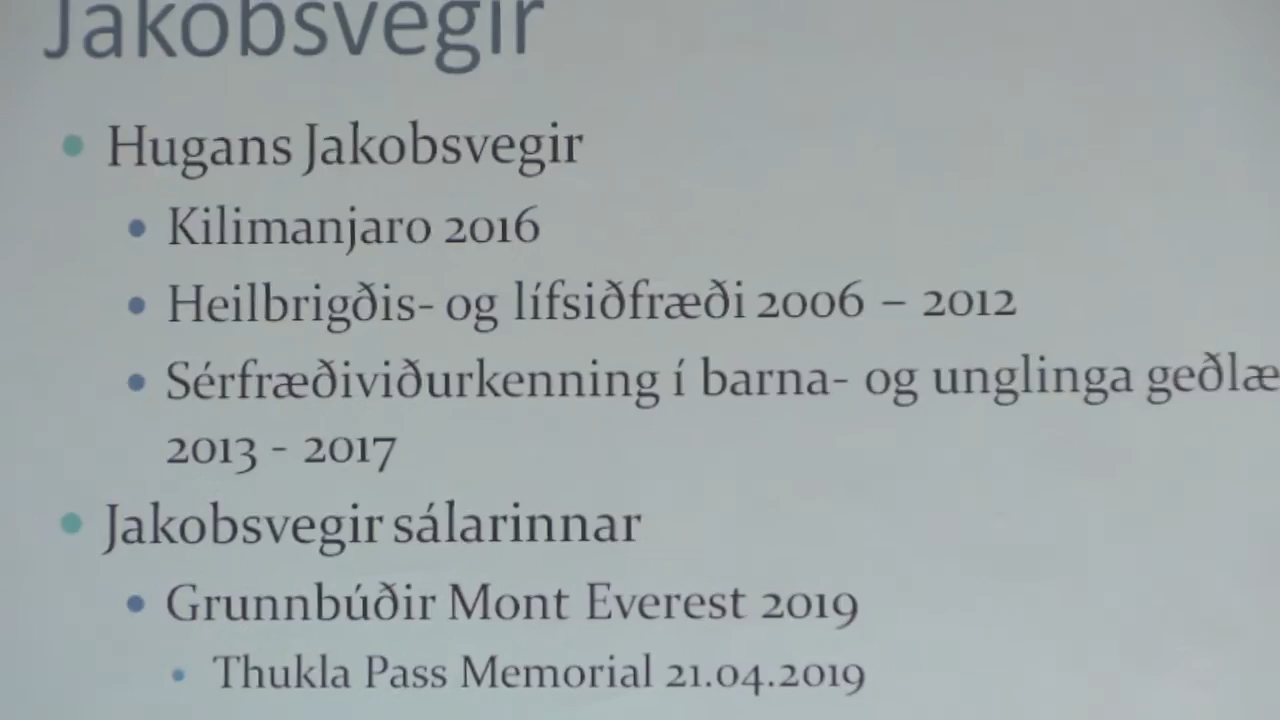 Jakobsvegir
Hugans Jakobsvegir
Kilimanjaro 2016
Heilbrigðis- og lífsiðfræði 2006 – 2012
Sérfræðiviðurkenning í barna- og unglinga geðlæ
2013 - 2017
Jakobsvegir sálarinnar
Grunnbúðir Mont Everest 2019
Thukla Pass Memorial 21.04.2019